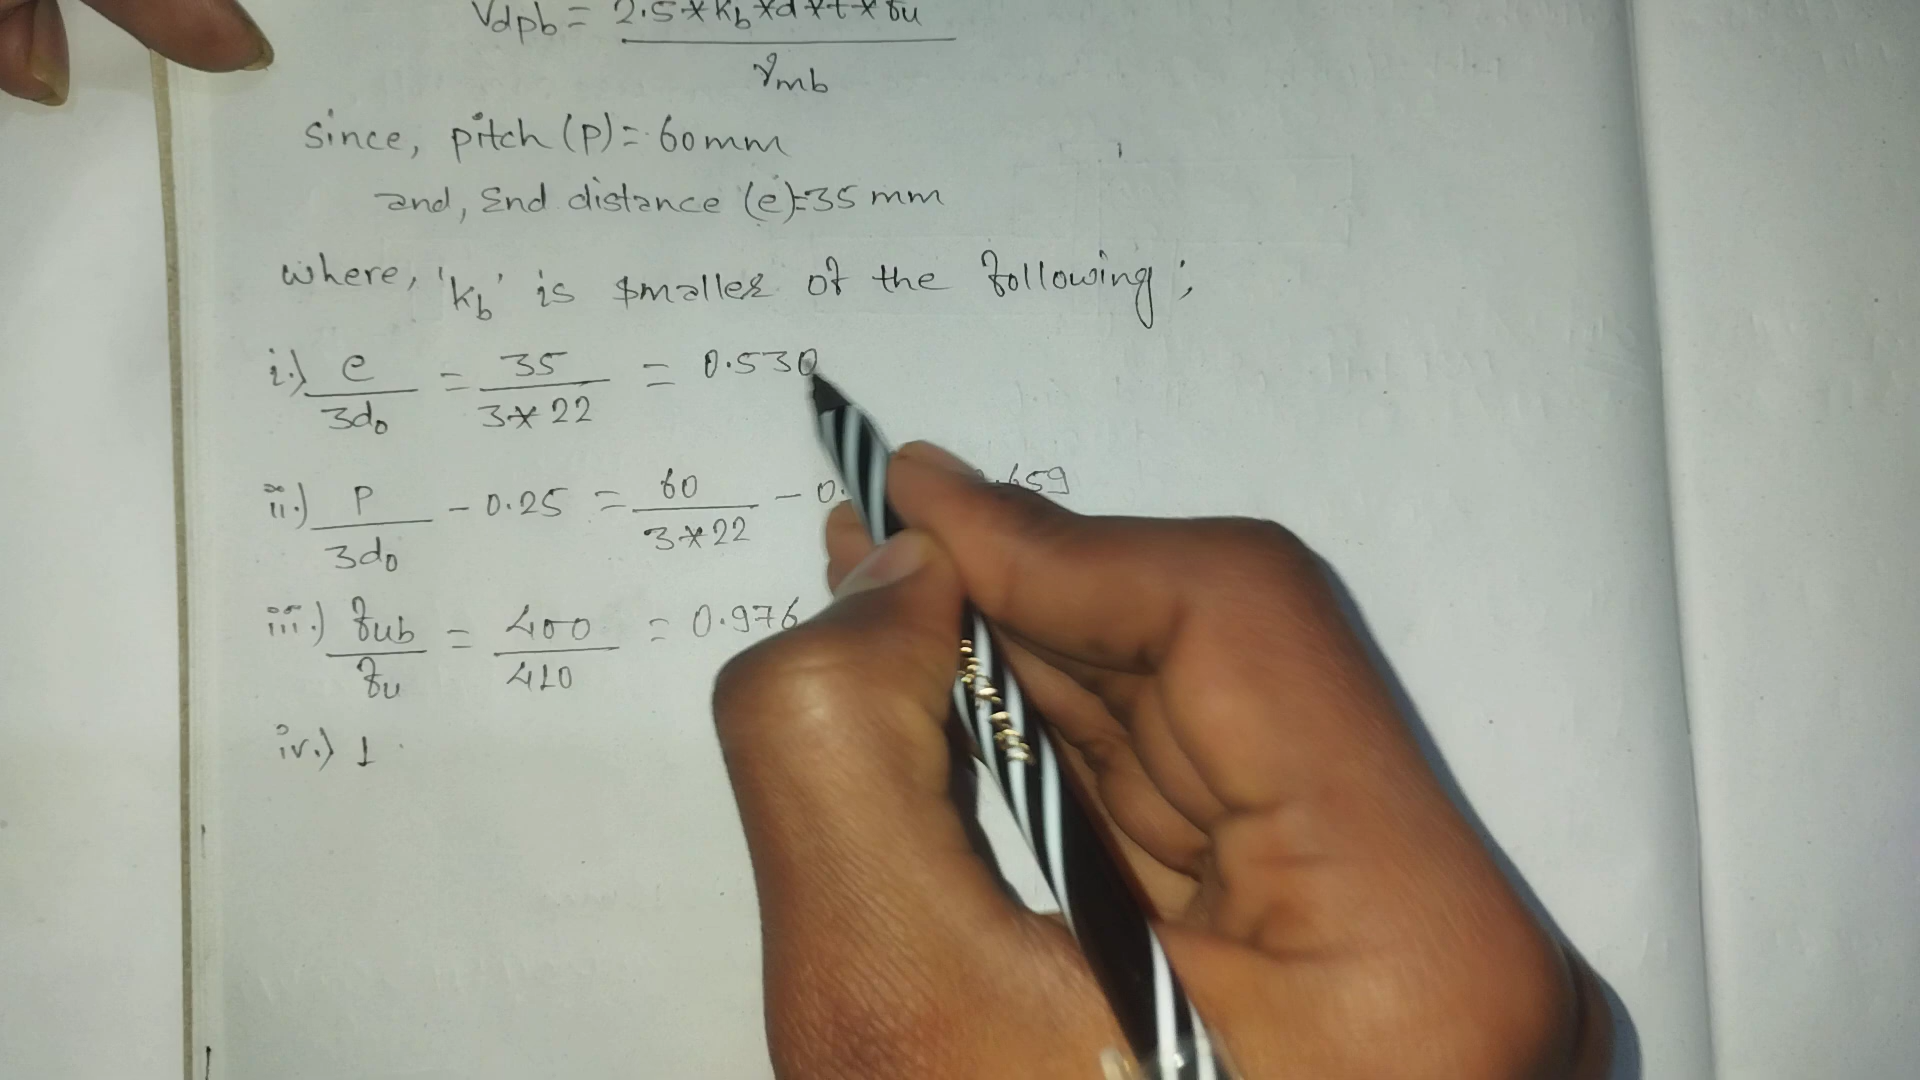 Vdpb = 2.5*kb*d*t*fu
γmb
Since, pitch (p) = 60mm
and, End distance (e) = 35 mm
where, 'kb' is smaller of the following;
i.) e/3d0 = 35/3*22 = 0.530
ii.) p/3d0 - 0.25 = 60/3*22 - 0. .659
iii.) fub/fu = 400/410 = 0.976
iv.) 1